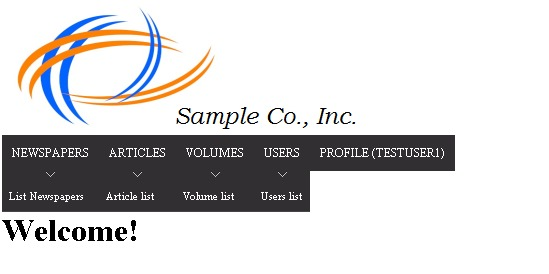 Sample Co., Inc.
NEWSPAPERS ARTICLES VOLUMES USERS PROFILE (TESTUSER1)
List Newspapers Article list Volume list Users list
Welcome!